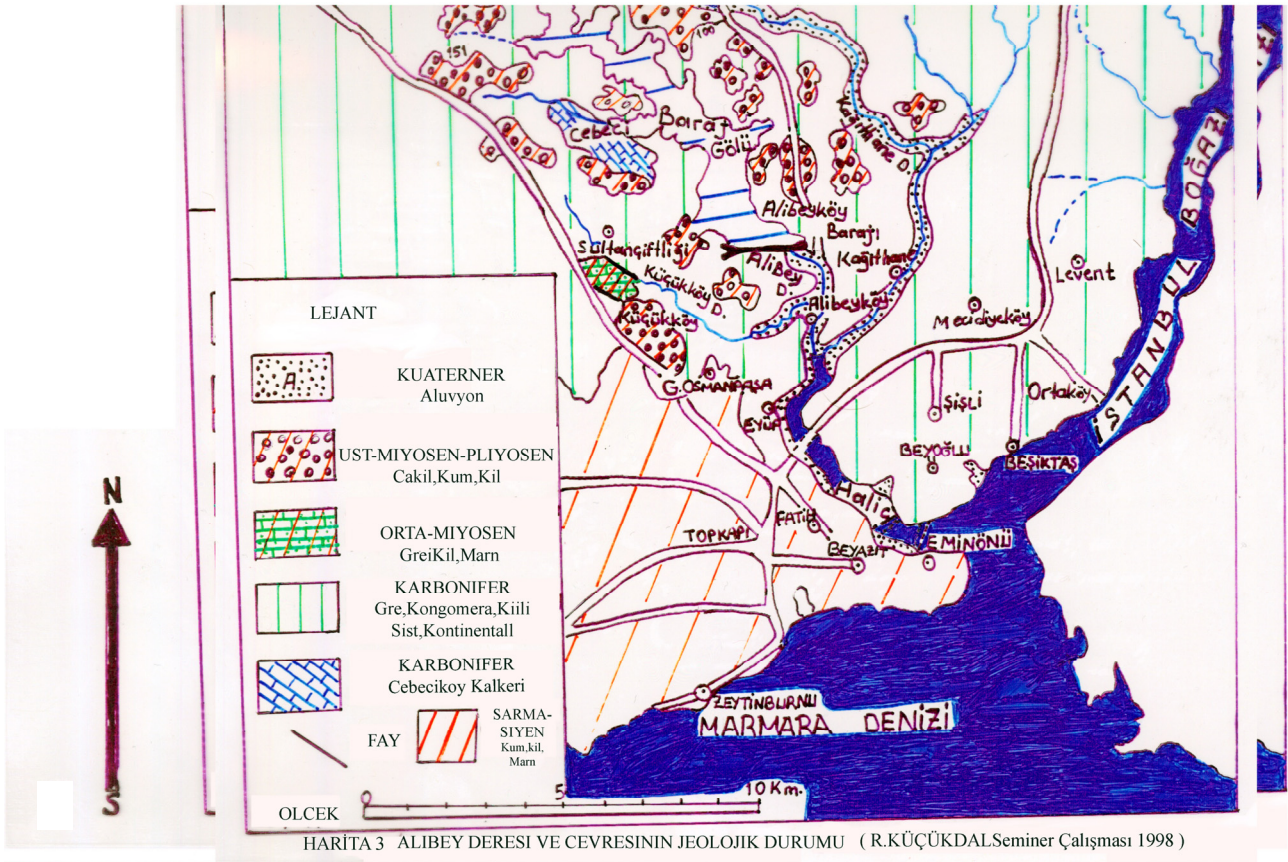 151
100
Cebeci
Baraj
Gölü
Kağıthane D.
Alibeyköy
Barajı
Sultançiftliği
Alibey
D.
Kağıthane
Küçükköy
D.
Levent
Alibeyköy
Küçükköy
Mecidiyeköy
G.OSMANPAŞA
EYÜP
ŞİŞLİ
Ortaköy
BEYOĞLU
BEŞİKTAŞ
İSTANBUL BOĞAZI
Haliç
FATİH
TOPKAPI
BEYAZIT
EMİNÖNÜ
ZEYTİNBURNU
MARMARA DENİZİ
N
S
LEJANT
A.
KUATERNER
Aluvyon
UST-MIYOSEN-PLIYOSEN
Cakil,Kum,Kil
ORTA-MIYOSEN
GreiKil,Marn
KARBONIFER
Gre,Kongomera,Kiili
Sist,Kontinentall
KARBONIFER
Cebecikoy Kalkeri
FAY
SARMA-
SIYEN
Kum,kil,
Marn
OLCEK
0 5 10 Km.
HARİTA 3 ALIBEY DERESI VE CEVRESININ JEOLOJIK DURUMU ( R.KÜÇÜKDALSeminer Çalışması 1998 )